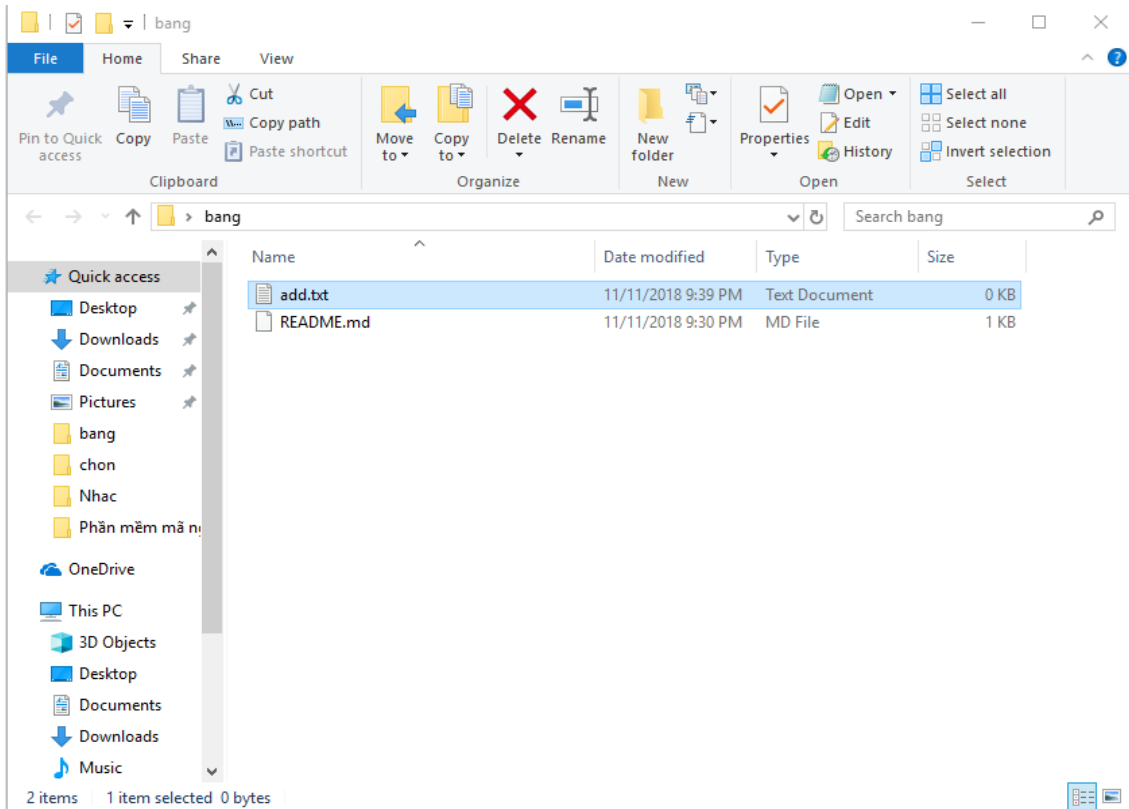 bang
File Home Share View
Pin to Quick access
Copy
Paste
Cut
Copy path
Paste shortcut
Clipboard
Move to
Copy to
Delete
Rename
Organize
New folder
New
Properties
Open
Edit
History
Open
Select all
Select none
Invert selection
Select
bang
Search bang
Name Date modified Type Size
add.txt 11/11/2018 9:39 PM Text Document 0 KB
README.md 11/11/2018 9:30 PM MD File 1 KB
Quick access
Desktop
Downloads
Documents
Pictures
bang
chon
Nhac
Phần mềm mã
OneDrive
This PC
3D Objects
Desktop
Documents
Downloads
Music
2 items 1 item selected 0 bytes